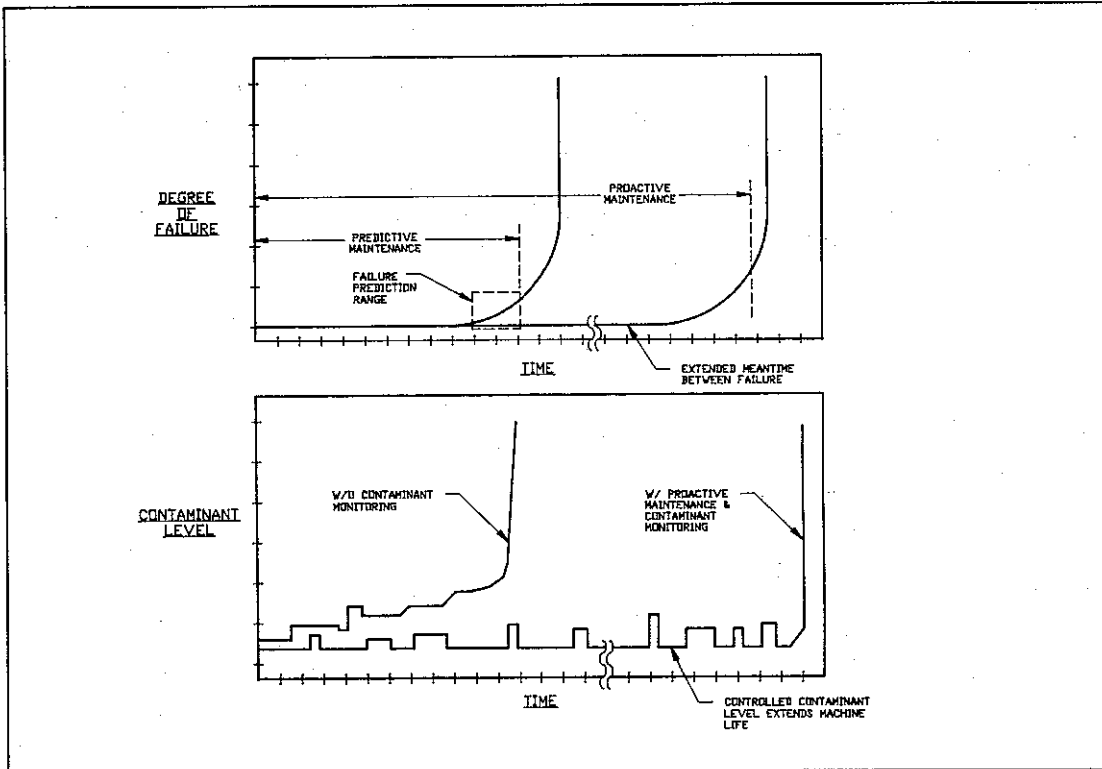 DEGREE
OF
FAILURE
PROACTIVE
MAINTENANCE
PREDICTIVE
MAINTENANCE
FAILURE
PREDICTION
RANGE
TIME
EXTENDED MEANTIME
BETWEEN FAILURE
CONTAMINANT
LEVEL
W/O CONTAMINANT
MONITORING
W/ PROACTIVE
MAINTENANCE &
CONTAMINANT
MONITORING
TIME
CONTROLLED CONTAMINANT
LEVEL EXTENDS MACHINE
LIFE